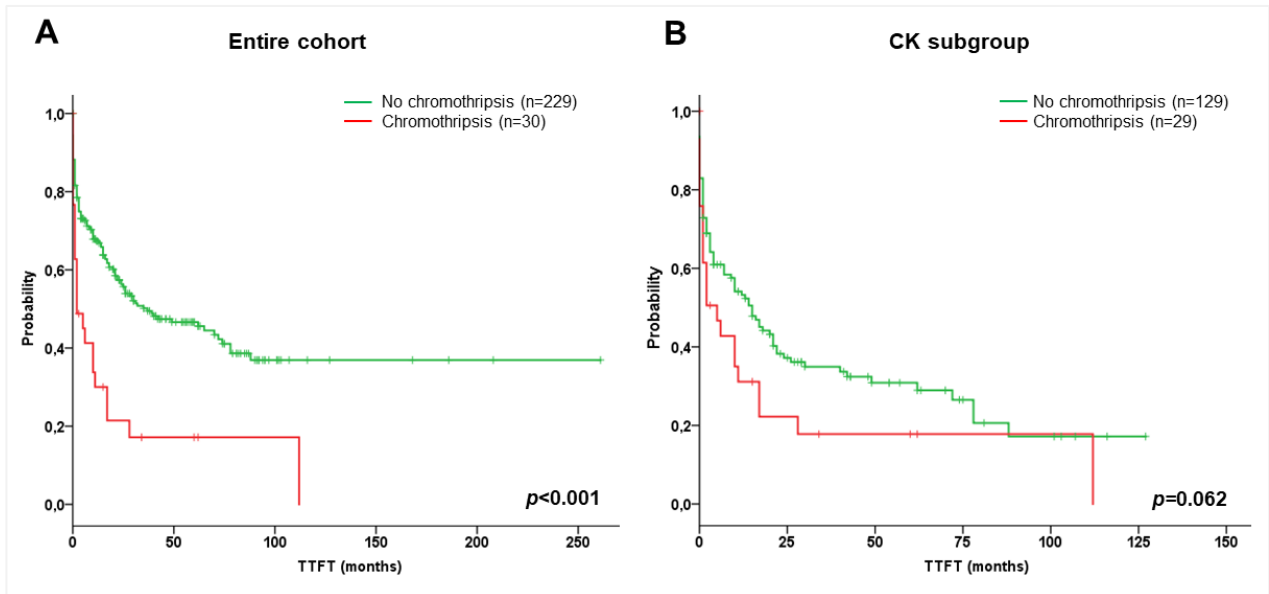 A
Entire cohort
No chromothripsis (n=229)
Chromothripsis (n=30)
Probability
1,0
0,8
0,6
0,4
0,2
0,0
p<0.001
0 50 100 150 200 250
TTFT (months)
B
CK subgroup
No chromothripsis (n=129)
Chromothripsis (n=29)
Probability
1,0
0,8
0,6
0,4
0,2
0,0
p=0.062
0 25 50 75 100 125 150
TTFT (months)